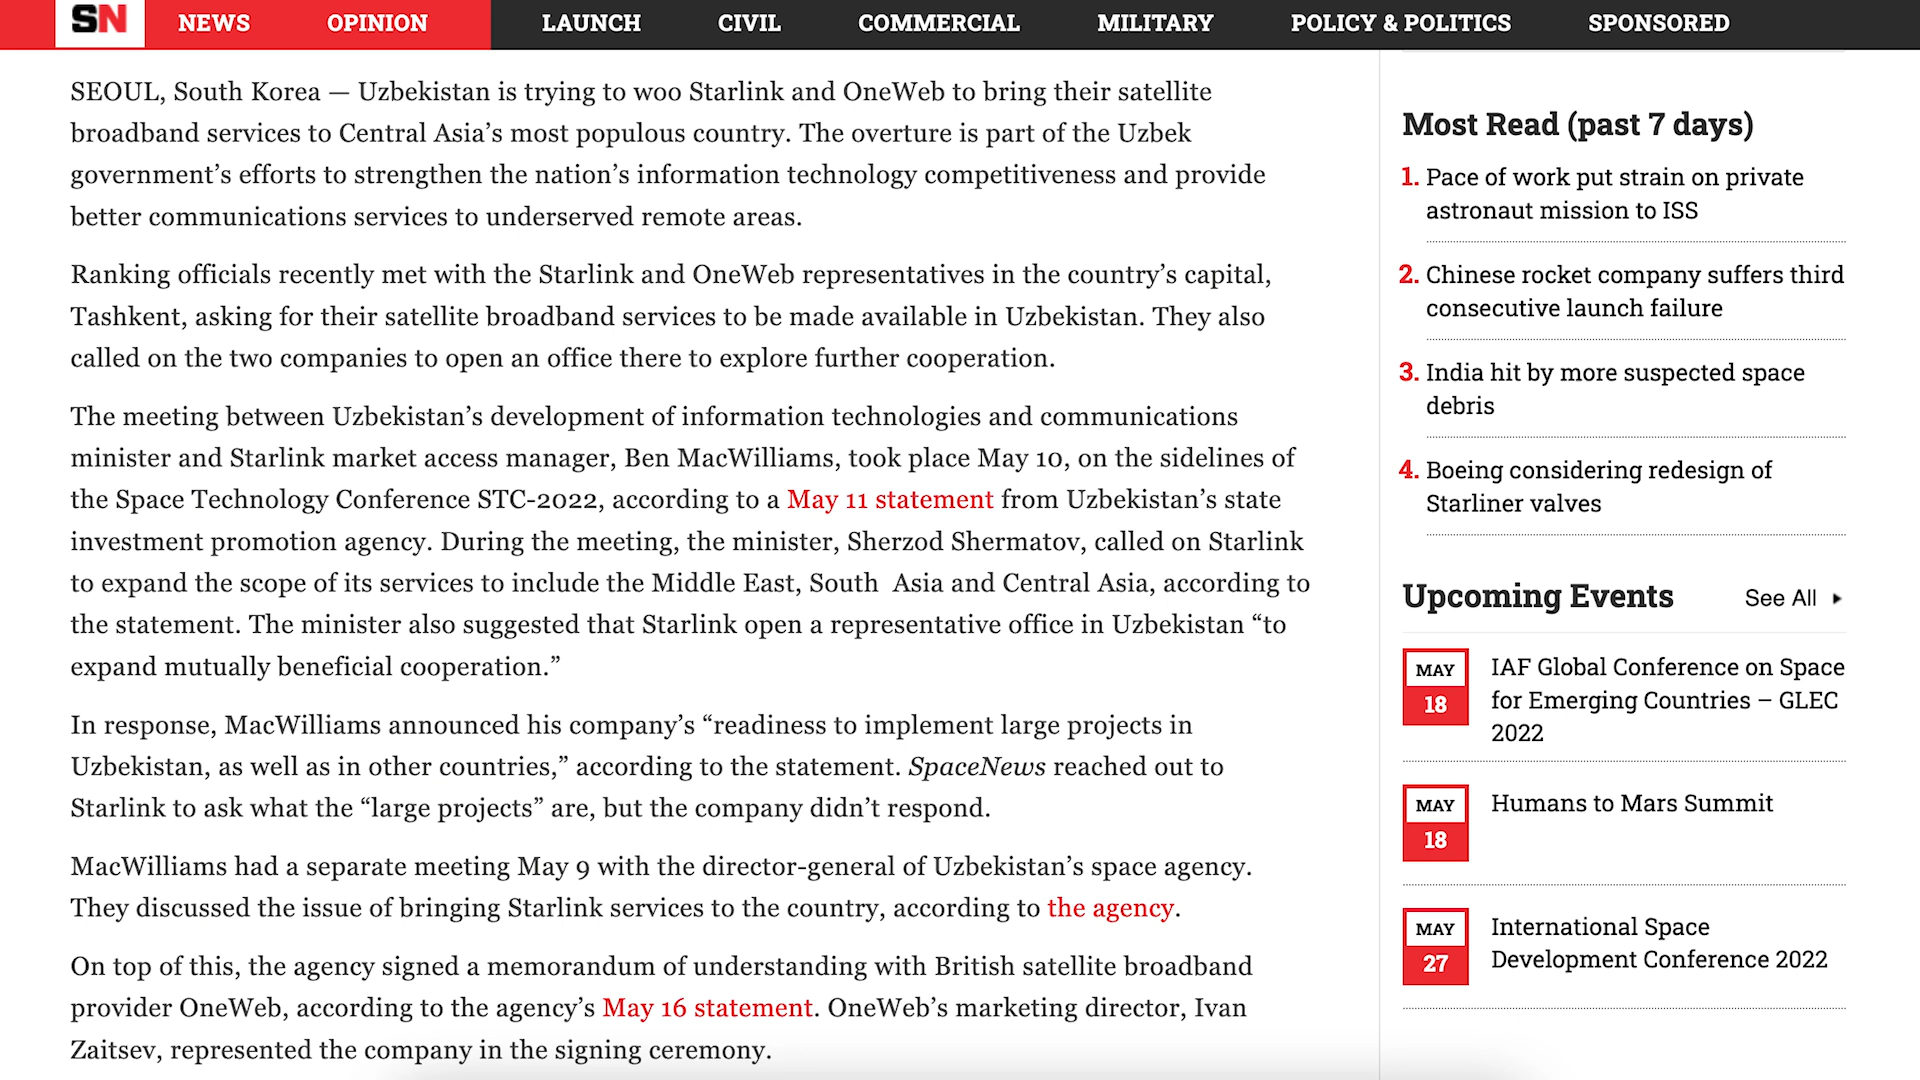 SN NEWS OPINION LAUNCH CIVIL COMMERCIAL MILITARY POLICY & POLITICS SPONSORED
SEOUL, South Korea — Uzbekistan is trying to woo Starlink and OneWeb to bring their satellite
broadband services to Central Asia’s most populous country. The overture is part of the Uzbek
government’s efforts to strengthen the nation’s information technology competitiveness and provide
better communications services to underserved remote areas.
Ranking officials recently met with the Starlink and OneWeb representatives in the country’s capital,
Tashkent, asking for their satellite broadband services to be made available in Uzbekistan. They also
called on the two companies to open an office there to explore further cooperation.
The meeting between Uzbekistan’s development of information technologies and communications
minister and Starlink market access manager, Ben MacWilliams, took place May 10, on the sidelines of
the Space Technology Conference STC-2022, according to a May 11 statement from Uzbekistan’s state
investment promotion agency. During the meeting, the minister, Sherzod Shermatov, called on Starlink
to expand the scope of its services to include the Middle East, South  Asia and Central Asia, according to
the statement. The minister also suggested that Starlink open a representative office in Uzbekistan “to
expand mutually beneficial cooperation.”
In response, MacWilliams announced his company’s “readiness to implement large projects in
Uzbekistan, as well as in other countries,” according to the statement. SpaceNews reached out to
Starlink to ask what the “large projects” are, but the company didn’t respond.
MacWilliams had a separate meeting May 9 with the director-general of Uzbekistan’s space agency.
They discussed the issue of bringing Starlink services to the country, according to the agency.
On top of this, the agency signed a memorandum of understanding with British satellite broadband
provider OneWeb, according to the agency’s May 16 statement. OneWeb’s marketing director, Ivan
Zaitsev, represented the company in the signing ceremony.
Most Read (past 7 days)
1. Pace of work put strain on private
astronaut mission to ISS
2. Chinese rocket company suffers third
consecutive launch failure
3. India hit by more suspected space
debris
4. Boeing considering redesign of
Starliner valves
Upcoming Events See All
MAY
18
IAF Global Conference on Space
for Emerging Countries – GLEC
2022
MAY
18
Humans to Mars Summit
MAY
27
International Space
Development Conference 2022